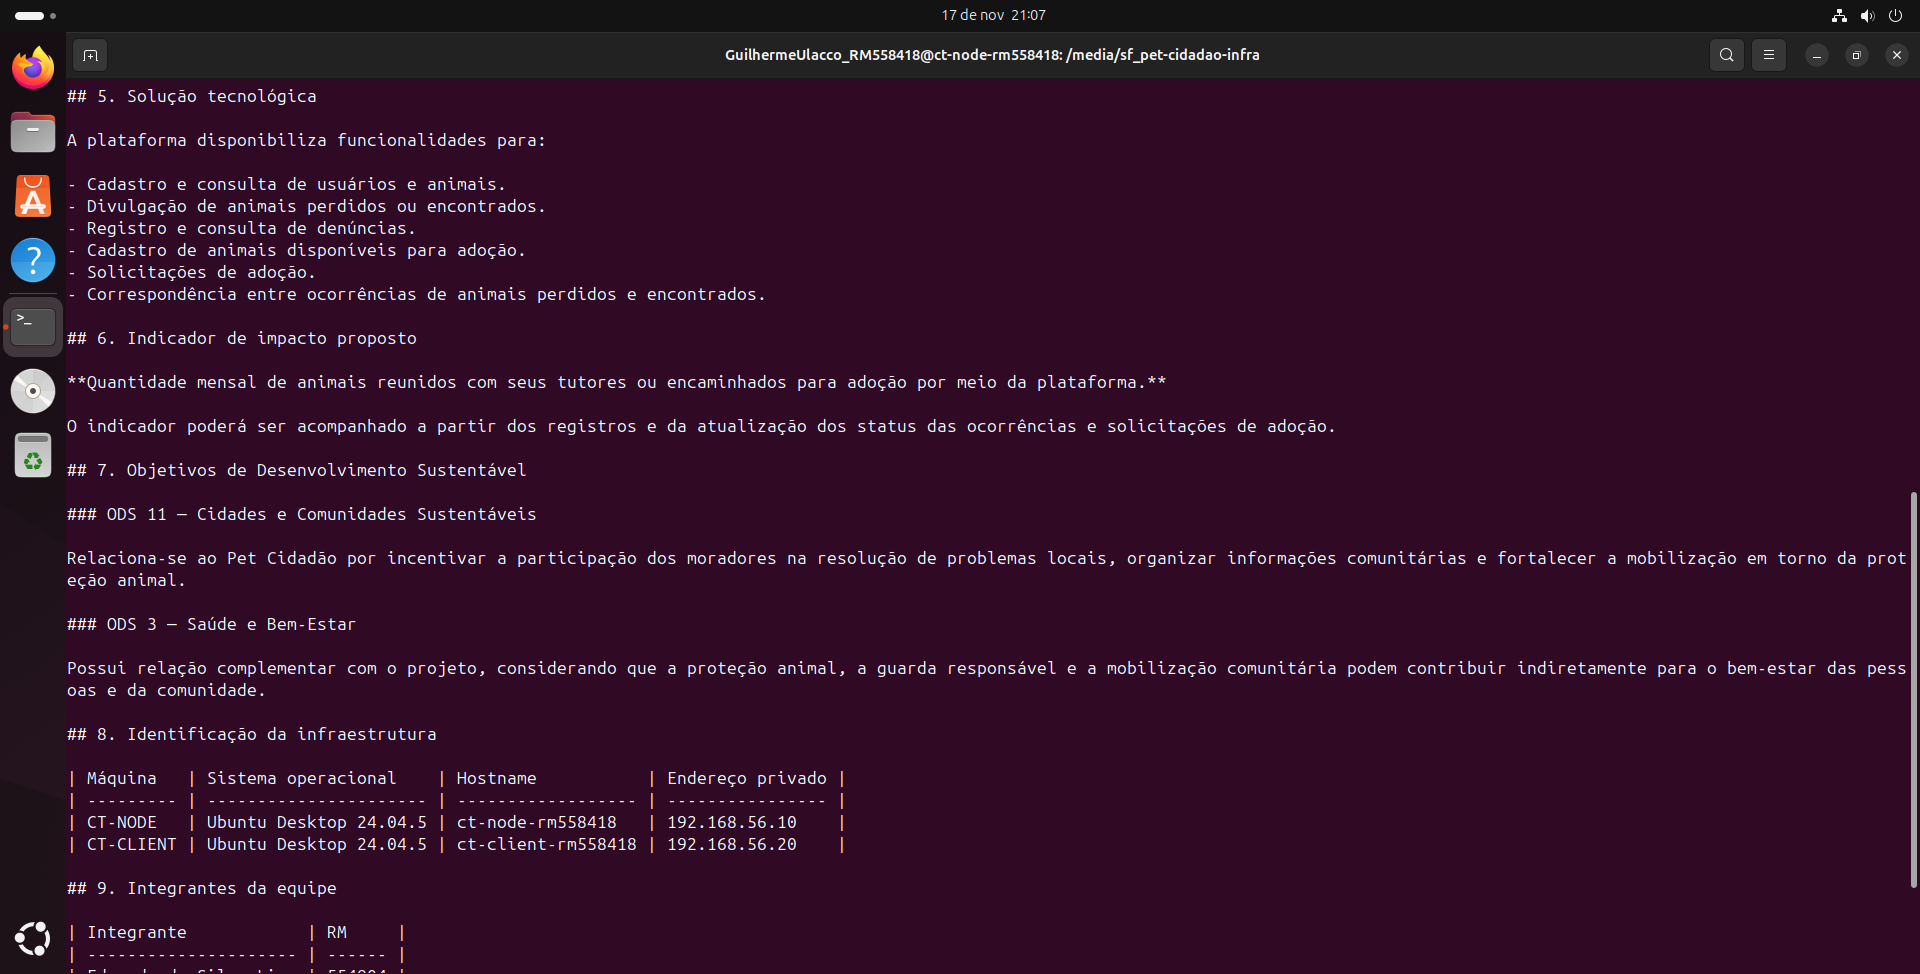 17 de nov 21:07
GuilhermeUlacco_RM558418@ct-node-rm558418: /media/sf_pet-cidadao-infra
## 5. Solução tecnológica
A plataforma disponibiliza funcionalidades para:
- Cadastro e consulta de usuários e animais.
- Divulgação de animais perdidos ou encontrados.
- Registro e consulta de denúncias.
- Cadastro de animais disponíveis para adoção.
- Solicitações de adoção.
- Correspondência entre ocorrências de animais perdidos e encontrados.
## 6. Indicador de impacto proposto
**Quantidade mensal de animais reunidos com seus tutores ou encaminhados para adoção por meio da plataforma.**
O indicador poderá ser acompanhado a partir dos registros e da atualização dos status das ocorrências e solicitações de adoção.
## 7. Objetivos de Desenvolvimento Sustentável
### ODS 11 — Cidades e Comunidades Sustentáveis
Relaciona-se ao Pet Cidadão por incentivar a participação dos moradores na resolução de problemas locais, organizar informações comunitárias e fortalecer a mobilização em torno da prot
eção animal.
### ODS 3 — Saúde e Bem-Estar
Possui relação complementar com o projeto, considerando que a proteção animal, a guarda responsável e a mobilização comunitária podem contribuir indiretamente para o bem-estar das pess
oas e da comunidade.
## 8. Identificação da infraestrutura
| Máquina   | Sistema operacional    | Hostname           | Endereço privado |
| --------- | ---------------------- | ------------------ | ---------------- |
| CT-NODE   | Ubuntu Desktop 24.04.5 | ct-node-rm558418   | 192.168.56.10    |
| CT-CLIENT | Ubuntu Desktop 24.04.5 | ct-client-rm558418 | 192.168.56.20    |
## 9. Integrantes da equipe
| Integrante            | RM     |
| --------------------- | ------ |